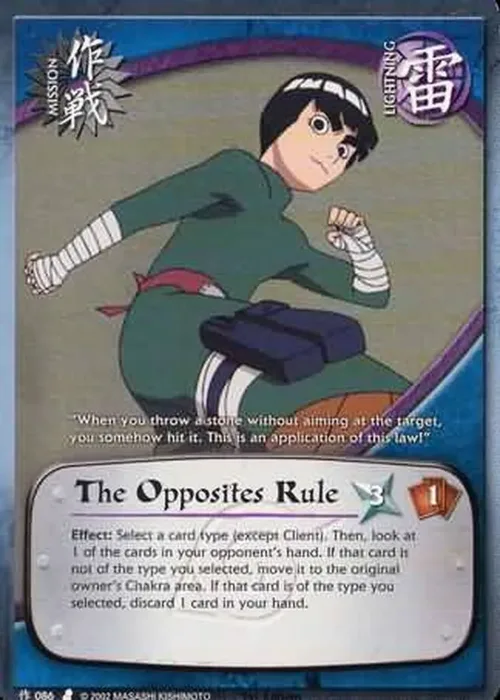 MISSION
作戦
LIGHTNING
雷
"When you throw a stone without aiming at the target,
you somehow hit it. This is an application of this law!"
The Opposites Rule 3 1
Effect: Select a card type (except Client). Then, look at
1 of the cards in your opponent's hand. If that card is
not of the type you selected, move it to the original
owner's Chakra area. If that card is of the type you
selected, discard 1 card in your hand.
作 086 © 2002 MASASHI KISHIMOTO 1st Edition